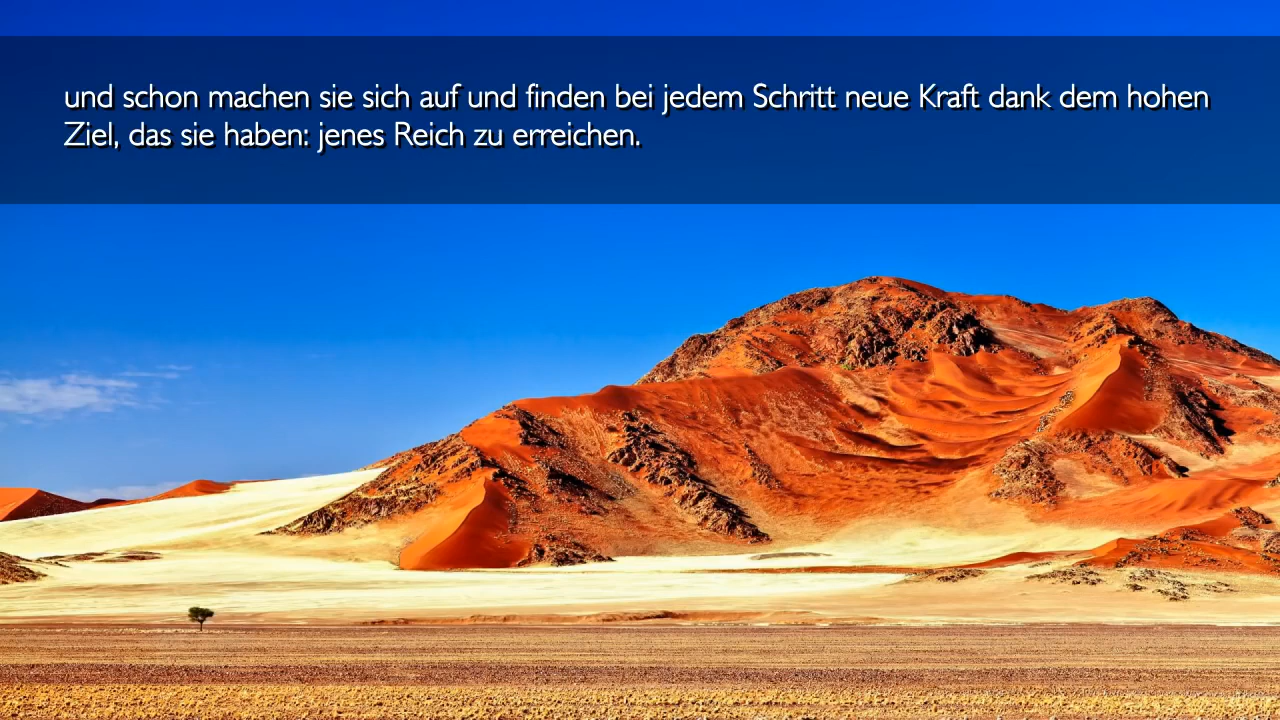 und schon machen sie sich auf und finden bei jedem Schritt neue Kraft dank dem hohen
Ziel, das sie haben: jenes Reich zu erreichen.